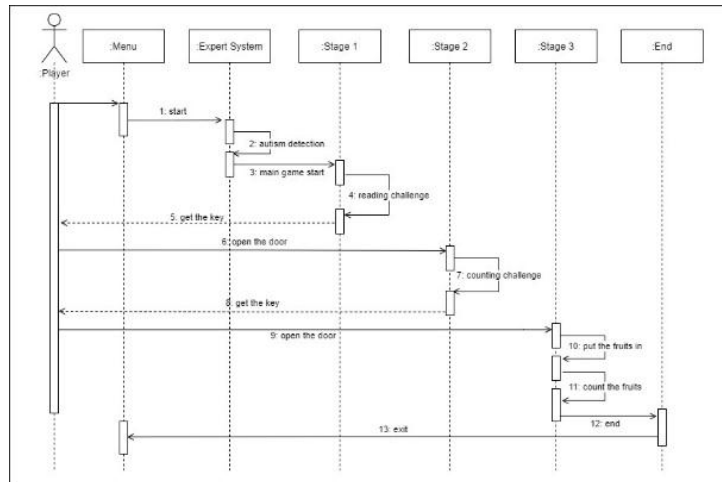 :Menu
:Expert System
:Stage 1
:Stage 2
:Stage 3
:End
:Player
1: start
2: autism detection
3: main game start
4: reading challenge
5: get the key
6: open the door
7: counting challenge
8: get the key
9: open the door
10: put the fruits in
11: count the fruits
12: end
13: exit